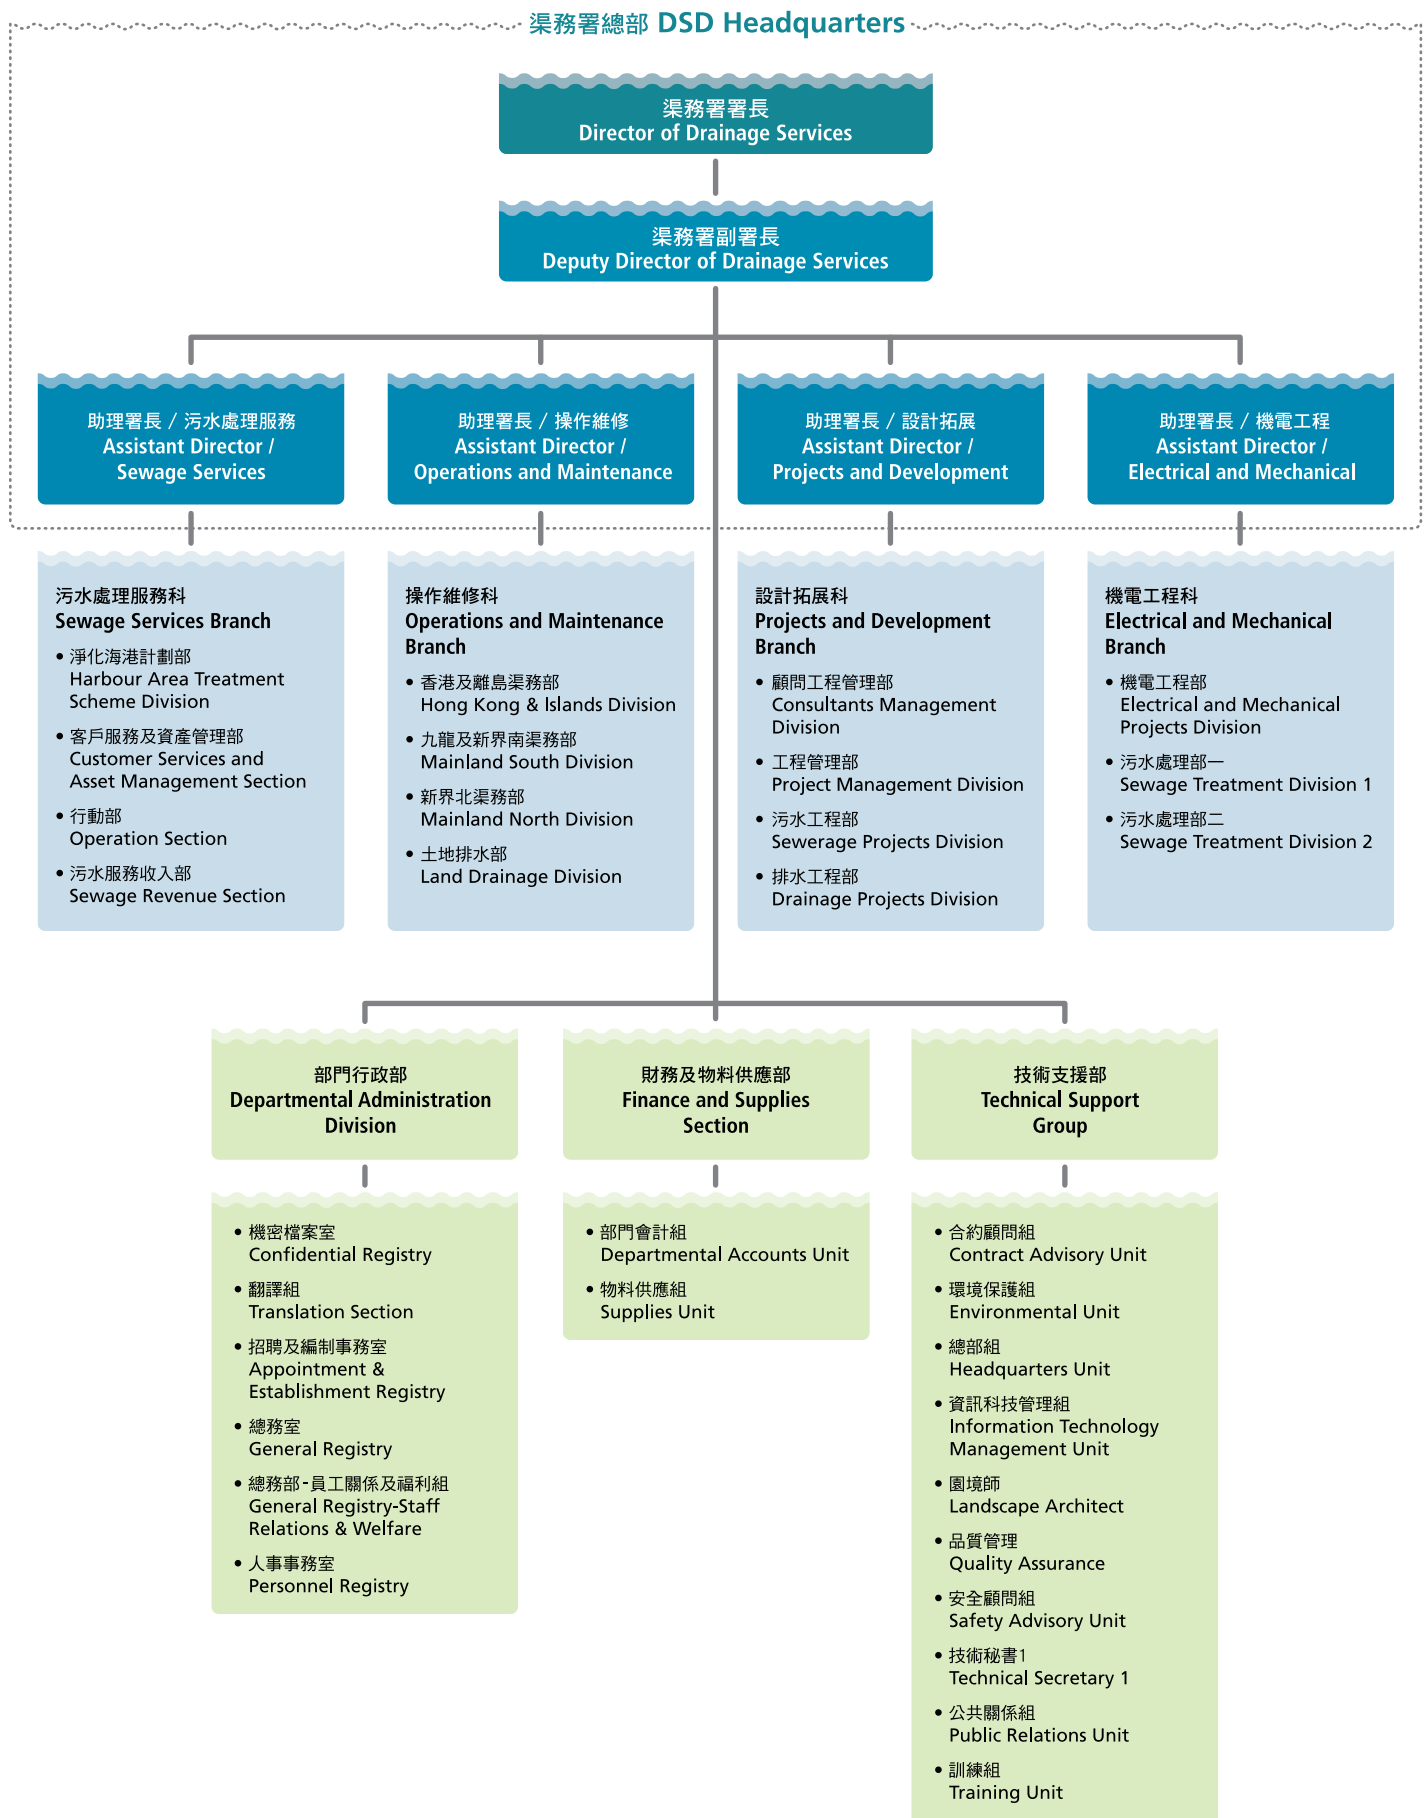 渠務署總部 DSD Headquarters
渠務署署長
Director of Drainage Services
渠務署副署長
Deputy Director of Drainage Services
助理署長 / 污水處理服務
Assistant Director /
Sewage Services
助理署長 / 操作維修
Assistant Director /
Operations and Maintenance
助理署長 / 設計拓展
Assistant Director /
Projects and Development
助理署長 / 機電工程
Assistant Director /
Electrical and Mechanical
污水處理服務科
Sewage Services Branch
• 淨化海港計劃部
Harbour Area Treatment
Scheme Division
• 客戶服務及資產管理部
Customer Services and
Asset Management Section
• 行動部
Operation Section
• 污水服務收入部
Sewage Revenue Section
操作維修科
Operations and Maintenance
Branch
• 香港及離島渠務部
Hong Kong & Islands Division
• 九龍及新界南渠務部
Mainland South Division
• 新界北渠務部
Mainland North Division
• 土地排水部
Land Drainage Division
設計拓展科
Projects and Development
Branch
• 顧問工程管理部
Consultants Management
Division
• 工程管理部
Project Management Division
• 污水工程部
Sewerage Projects Division
• 排水工程部
Drainage Projects Division
機電工程科
Electrical and Mechanical
Branch
• 機電工程部
Electrical and Mechanical
Projects Division
• 污水處理部一
Sewage Treatment Division 1
• 污水處理部二
Sewage Treatment Division 2
部門行政部
Departmental Administration
Division
財務及物料供應部
Finance and Supplies
Section
技術支援部
Technical Support
Group
• 機密檔案室
Confidential Registry
• 翻譯組
Translation Section
• 招聘及編制事務室
Appointment &
Establishment Registry
• 總務室
General Registry
• 總務部-員工關係及福利組
General Registry-Staff
Relations & Welfare
• 人事事務室
Personnel Registry
• 部門會計組
Departmental Accounts Unit
• 物料供應組
Supplies Unit
• 合約顧問組
Contract Advisory Unit
• 環境保護組
Environmental Unit
• 總部組
Headquarters Unit
• 資訊科技管理組
Information Technology
Management Unit
• 園境師
Landscape Architect
• 品質管理
Quality Assurance
• 安全顧問組
Safety Advisory Unit
• 技術秘書1
Technical Secretary 1
• 公共關係組
Public Relations Unit
• 訓練組
Training Unit